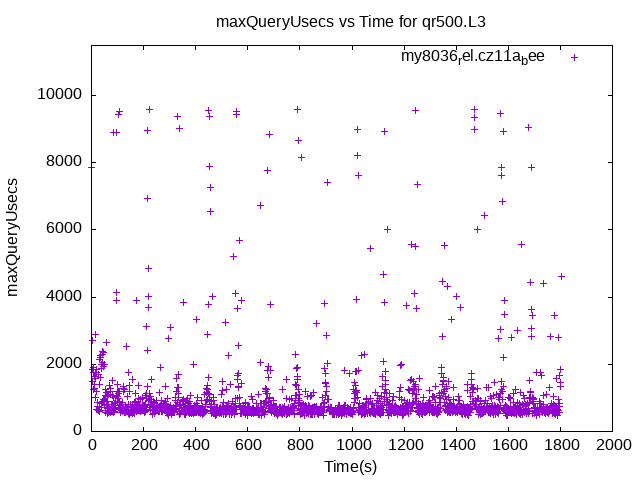 maxQueryUsecs vs Time for qr500.L3
my8036rel.cz11abee
10000
8000
6000
4000
2000
0
maxQueryUsecs
0 200 400 600 800 1000 1200 1400 1600 1800 2000
Time(s)